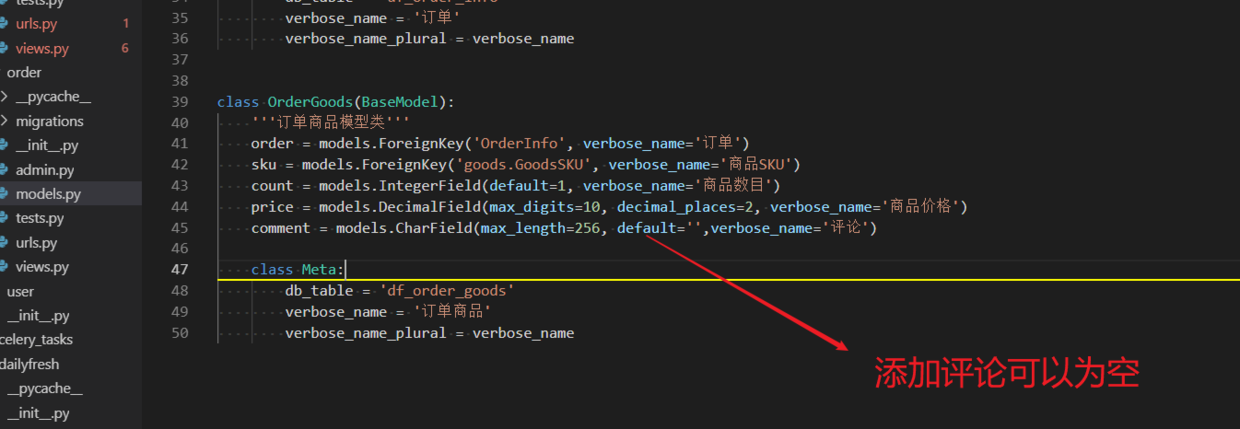 tests.py
urls.py 1
views.py 6
order
__pycache__
migrations
__init__.py
admin.py
models.py
tests.py
urls.py
views.py
user
__init__.py
celery_tasks
dailyfresh
__pycache__
__init__.py
34 db_table = 'df_order_info'
35 verbose_name = '订单'
36 verbose_name_plural = verbose_name
37
38
39 class OrderGoods(BaseModel):
40 '''订单商品模型类'''
41 order = models.ForeignKey('OrderInfo', verbose_name='订单')
42 sku = models.ForeignKey('goods.GoodsSKU', verbose_name='商品SKU')
43 count = models.IntegerField(default=1, verbose_name='商品数目')
44 price = models.DecimalField(max_digits=10, decimal_places=2, verbose_name='商品价格')
45 comment = models.CharField(max_length=256, default='',verbose_name='评论')
46
47 class Meta:
48 db_table = 'df_order_goods'
49 verbose_name = '订单商品'
50 verbose_name_plural = verbose_name
添加评论可以为空